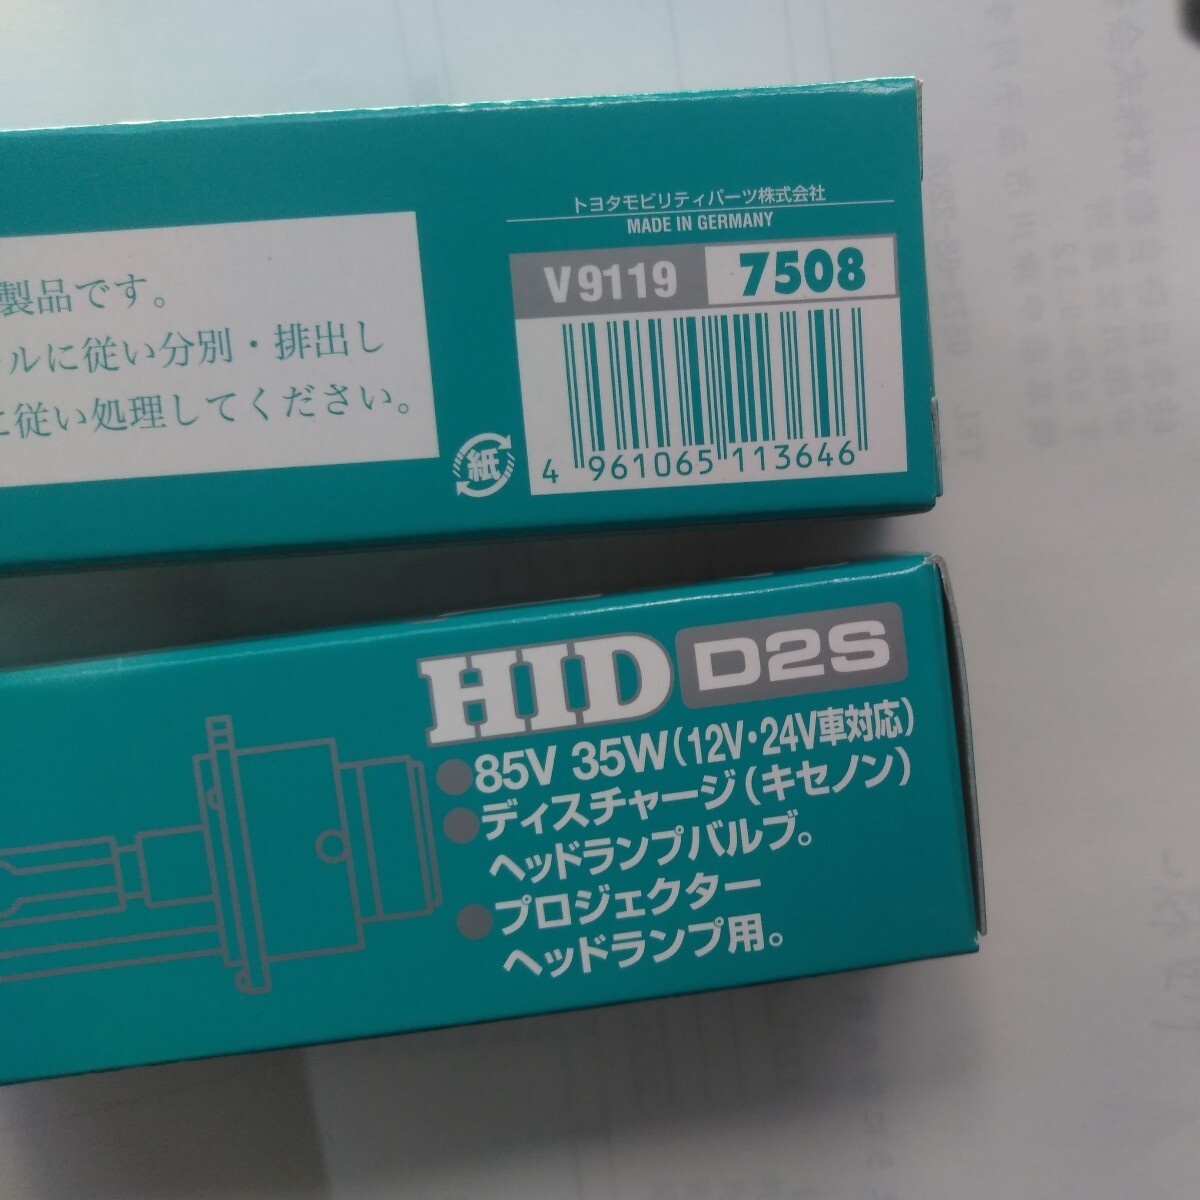 トヨタモビリティパーツ株式会社
MADE IN GERMANY
V9119 7508
製品です。
ルに従い分別・排出し
に従い処理してください。
紙
4 961065 113646
HID D2S
●85V 35W(12V・24V車対応)
●ディスチャージ(キセノン)
ヘッドランプバルブ。
●プロジェクター
ヘッドランプ用。